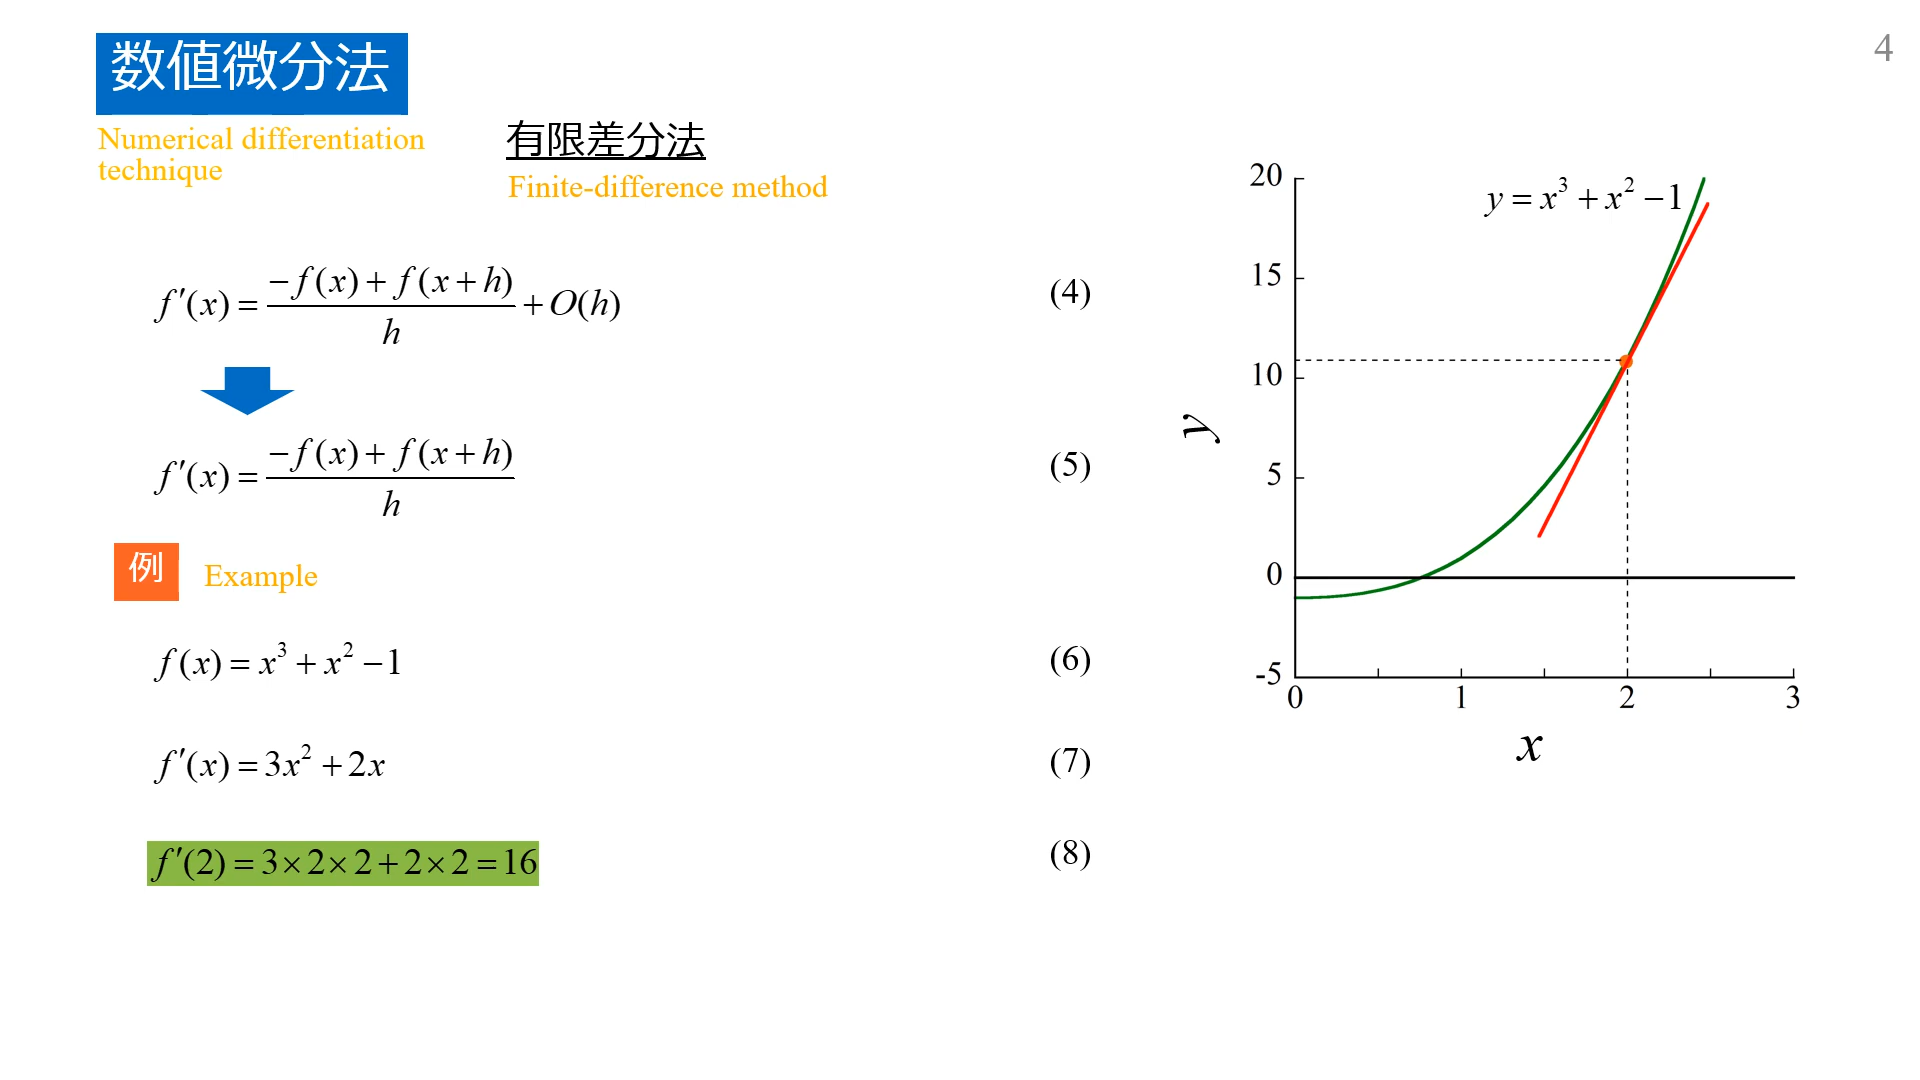 4
数値微分法
Numerical differentiation
technique
有限差分法
Finite-difference method
f′(x) = (−f(x) + f(x + h)) / h + O(h) (4)
f′(x) = (−f(x) + f(x + h)) / h (5)
例 Example
f(x) = x³ + x² − 1 (6)
f′(x) = 3x² + 2x (7)
f′(2) = 3×2×2+2×2=16 (8)
y = x³ + x² − 1
20
15
10
5
0
-5
y
0 1 2 3
x